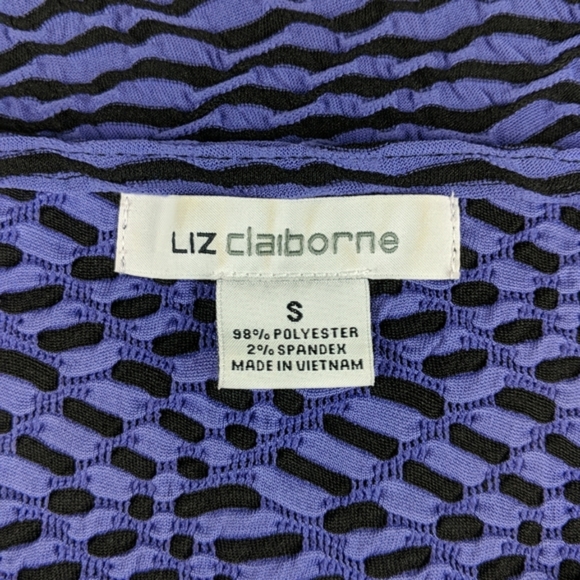 LIZ claiborne
S
98% POLYESTER
2% SPANDEX
MADE IN VIETNAM